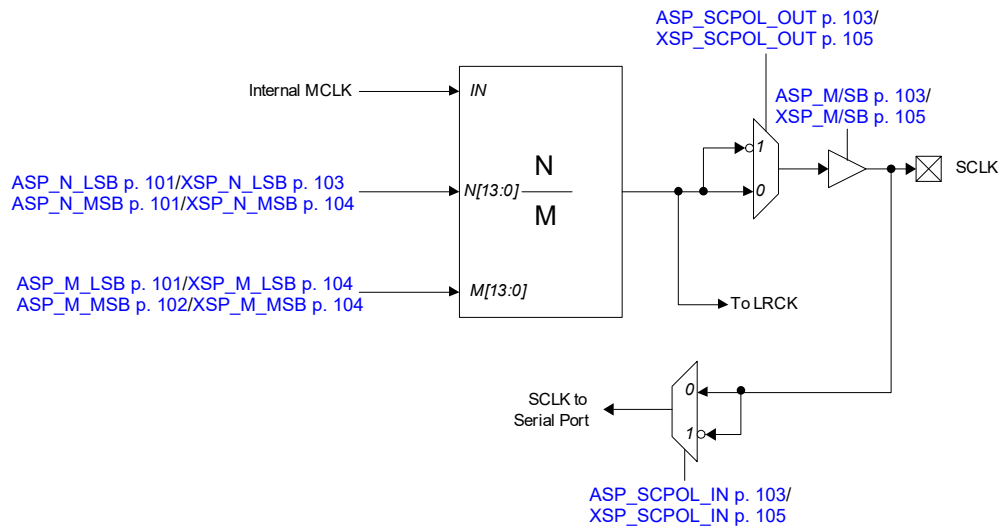 ASP_SCPOL_OUT p. 103/
XSP_SCPOL_OUT p. 105
ASP_M/SB p. 103/
XSP_M/SB p. 105
Internal MCLK
IN
1
SCLK
ASP_N_LSB p. 101/XSP_N_LSB p. 103
ASP_N_MSB p. 101/XSP_N_MSB p. 104
N[13:0]
N
M
0
ASP_M_LSB p. 101/XSP_M_LSB p. 104
ASP_M_MSB p. 102/XSP_M_MSB p. 104
M[13:0]
To LRCK
0
SCLK to
Serial Port
1
ASP_SCPOL_IN p. 103/
XSP_SCPOL_IN p. 105